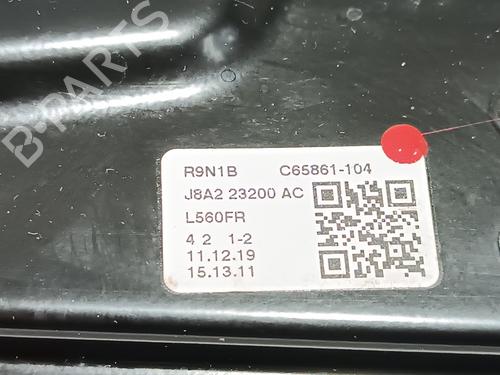 B-PARTS
R9N1B C65861-104
J8A2 23200 AC
L560FR
4 2 1-2
11.12.19
15.13.11